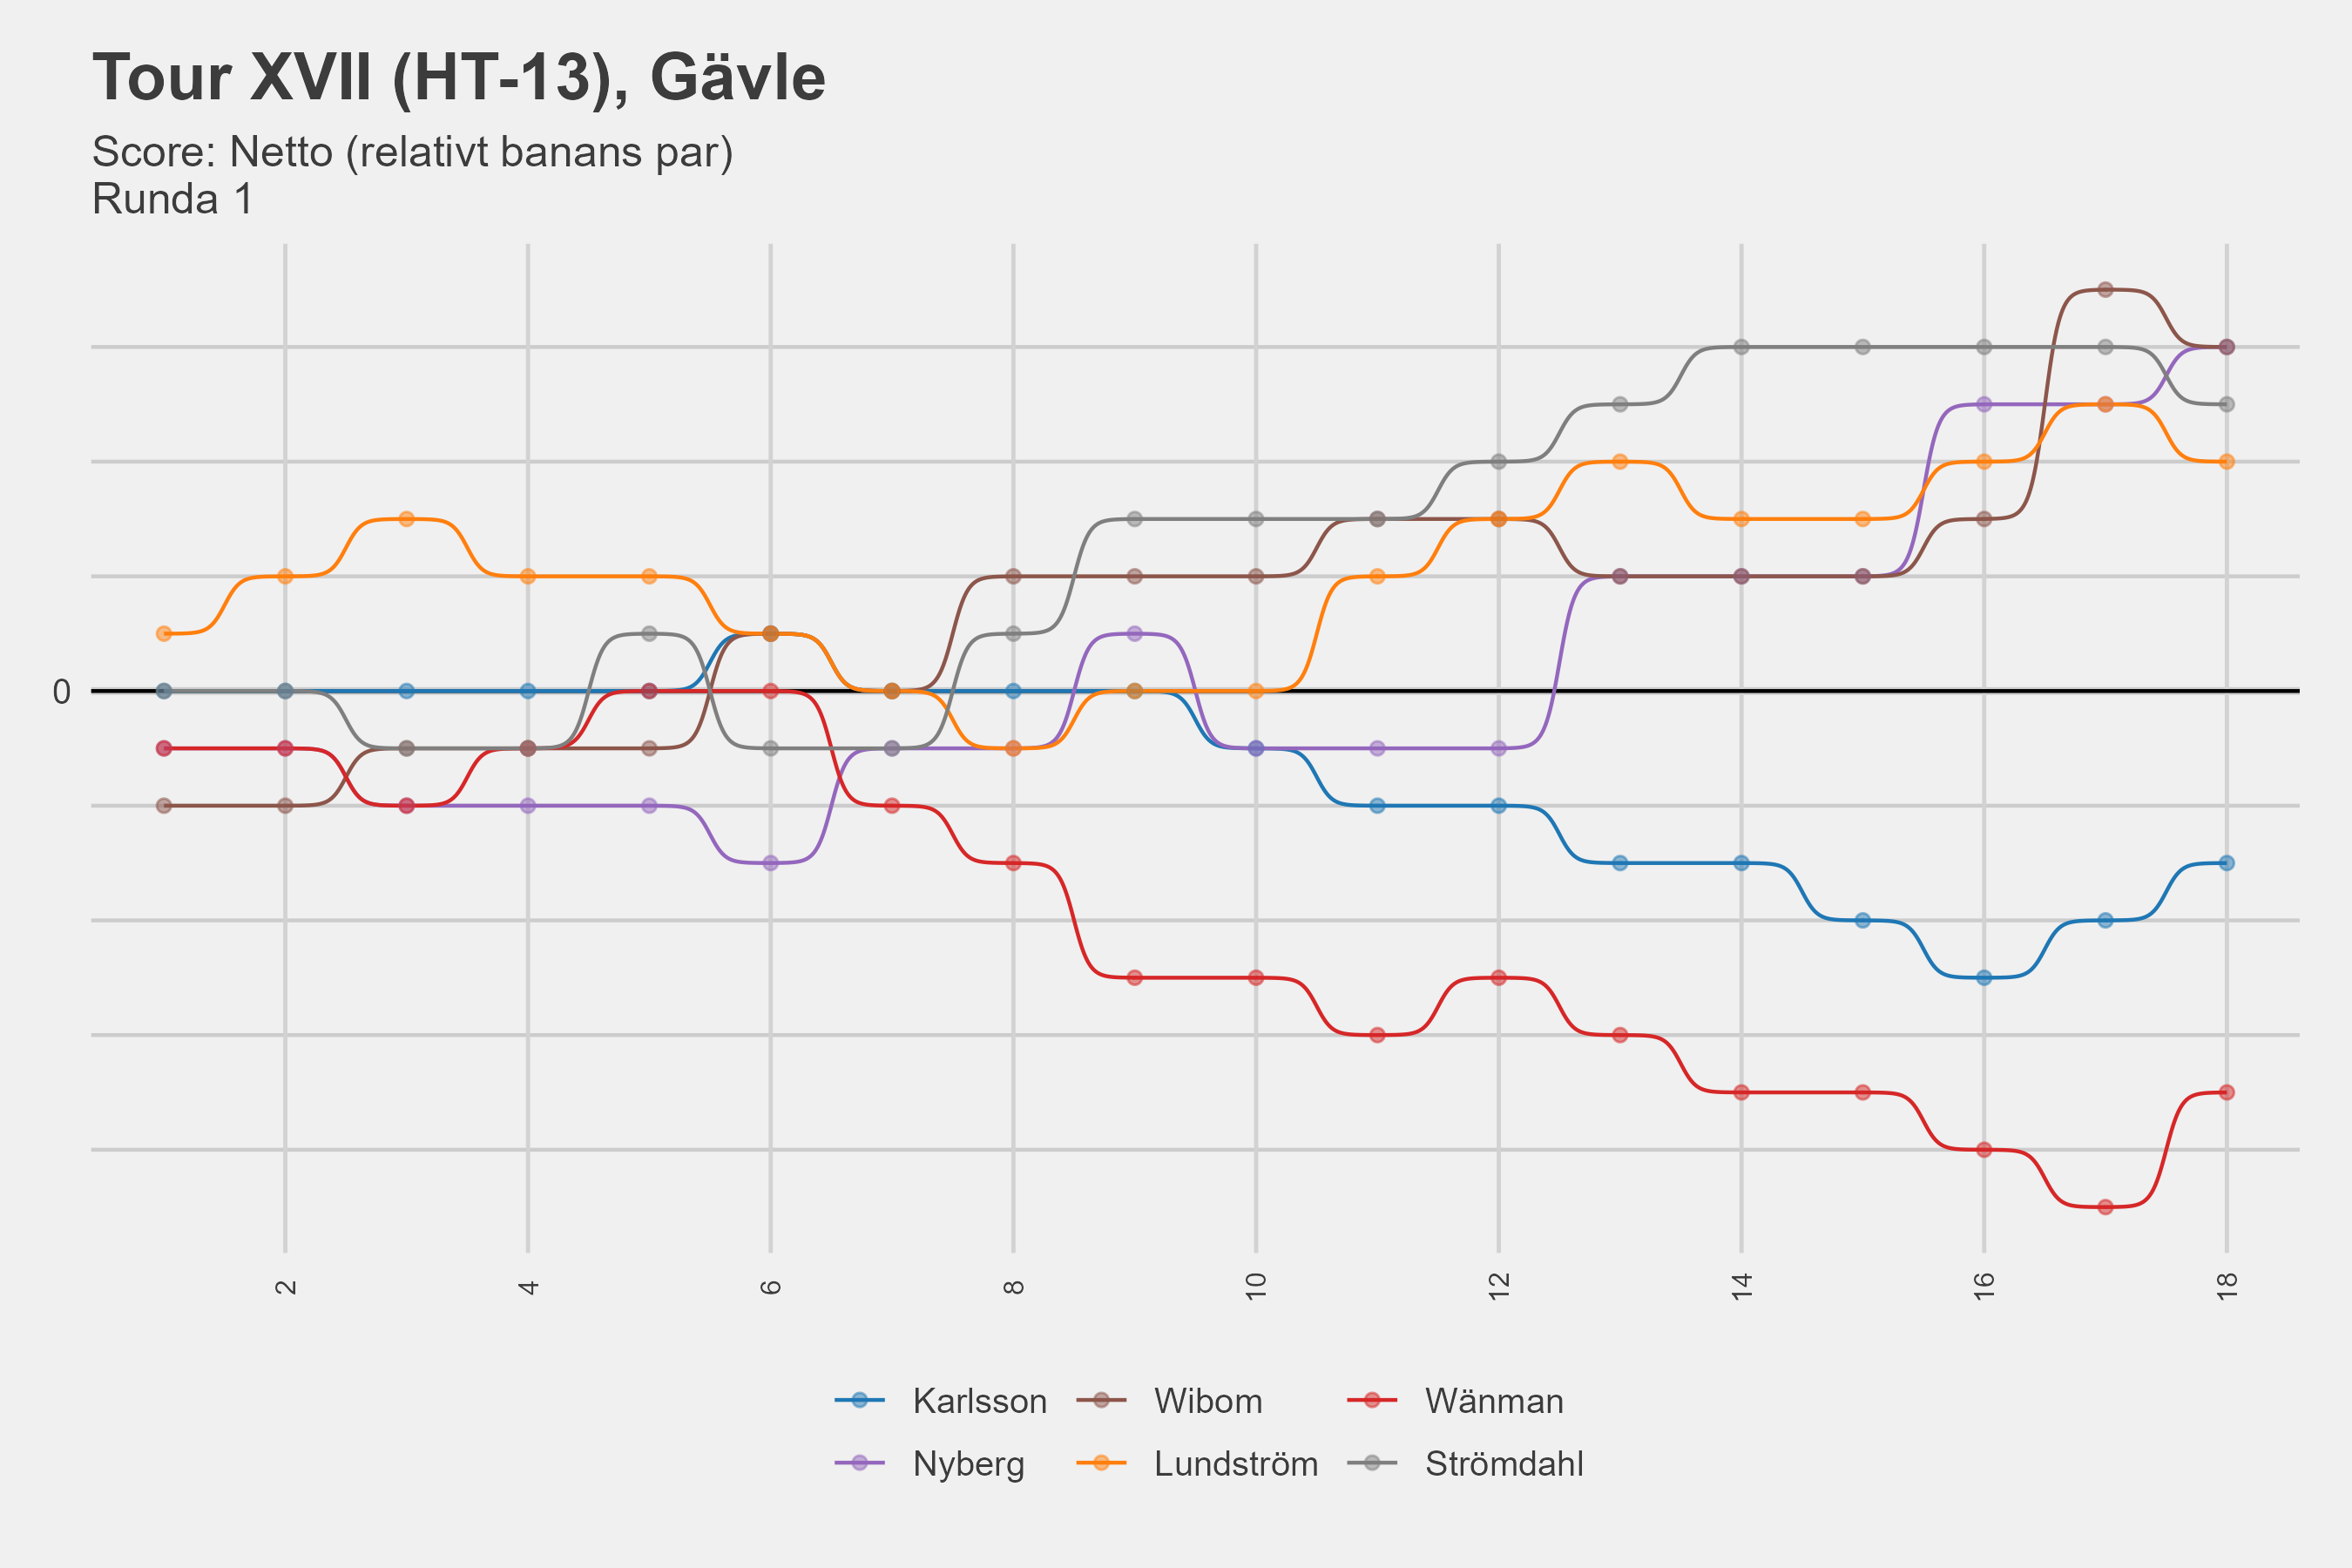 Tour XVII (HT-13), Gävle
Score: Netto (relativt banans par)
Runda 1
0
2 4 6 8 10 12 14 16 18
Karlsson Wibom Wänman
Nyberg Lundström Strömdahl